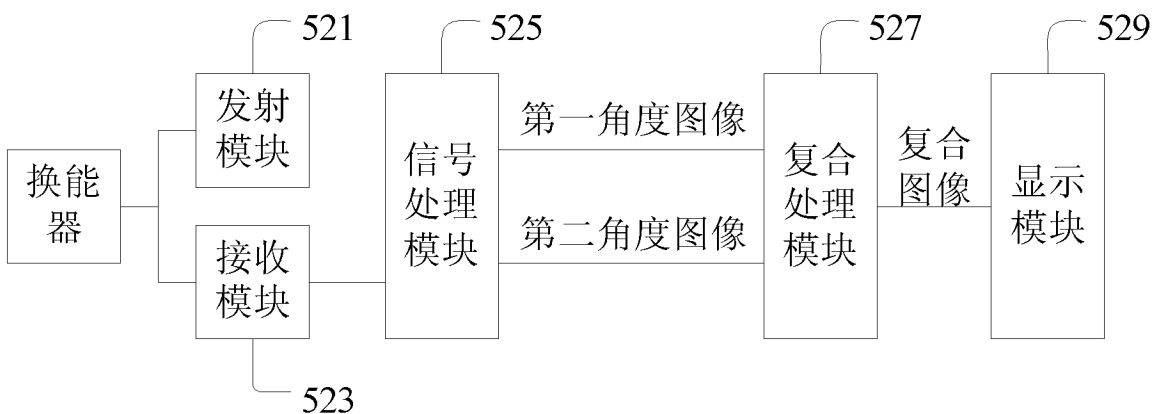 521
525
527
529
发射
模块
第一角度图像
换能
器
信号
处理
模块
复合
处理
模块
复合
图像
显示
模块
第二角度图像
接收
模块
523